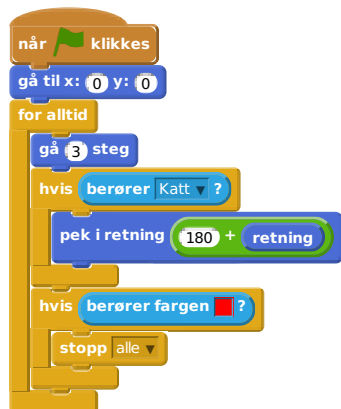 når klikkes
gå til x: 0 y: 0
for alltid
gå 3 steg
hvis berører Katt ?
pek i retning 180 + retning
hvis berører fargen ?
stopp alle